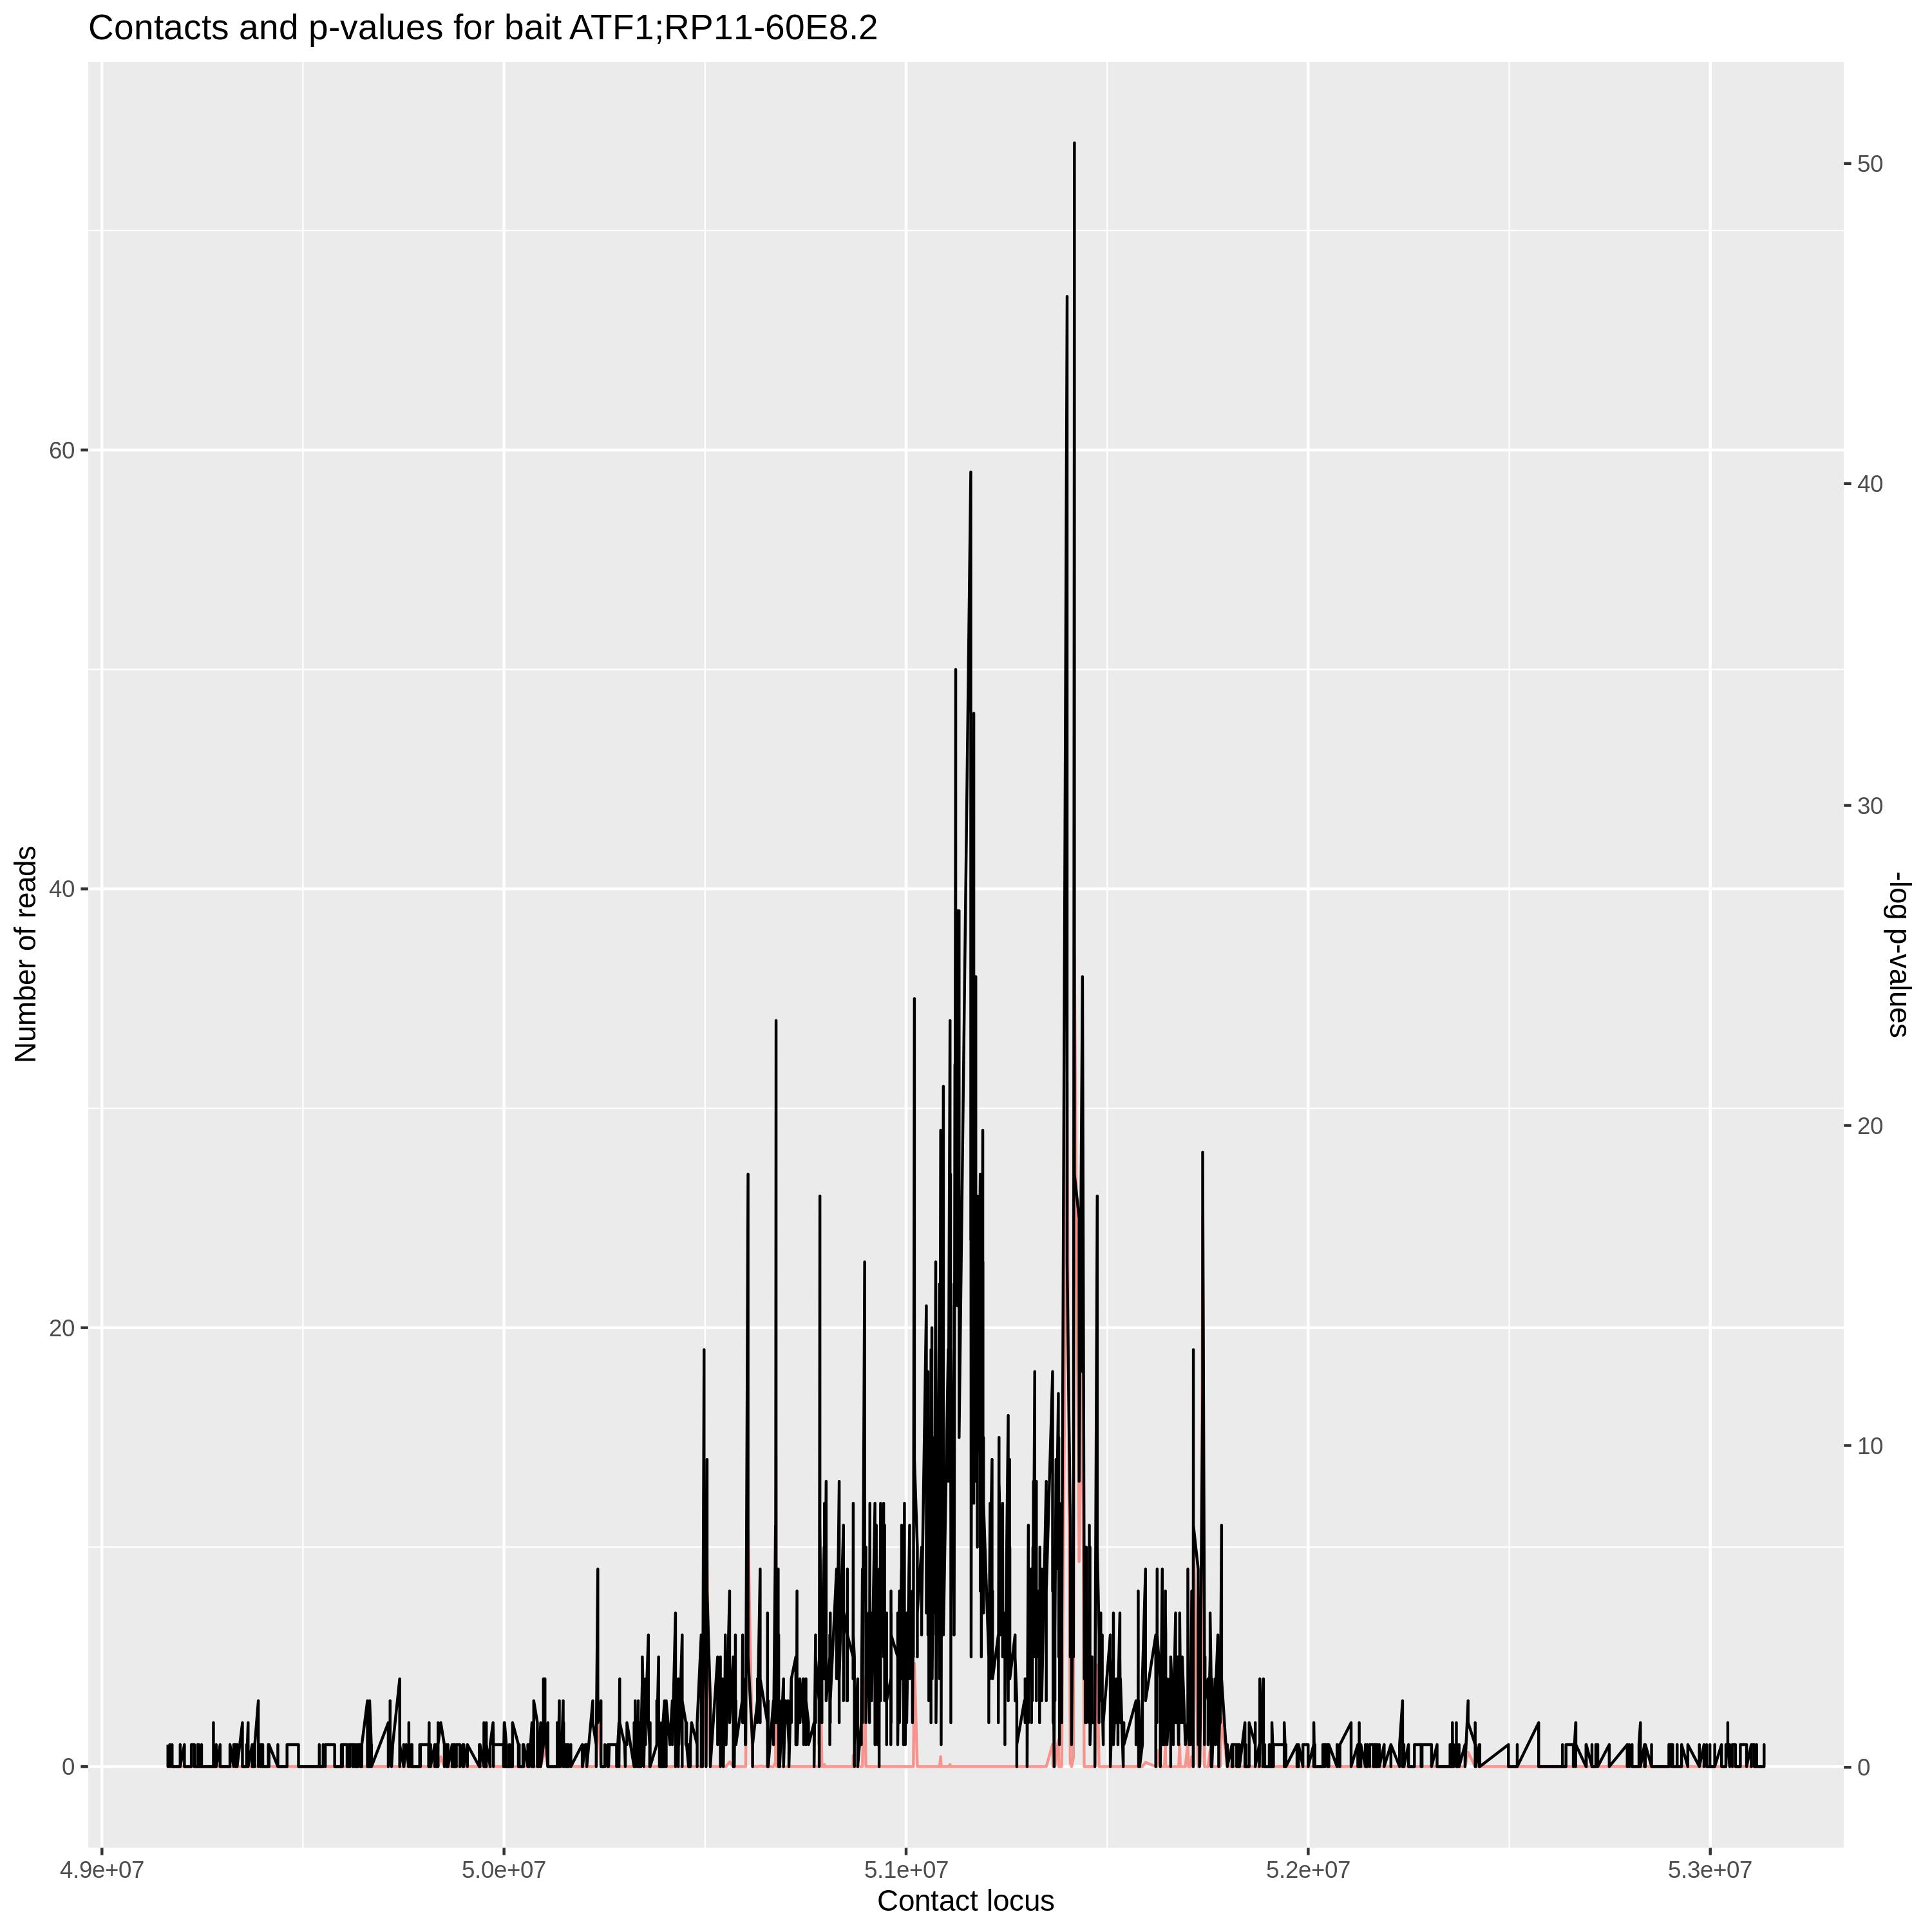 Contacts and p-values for bait ATF1;RP11-60E8.2
Number of reads
60
40
20
0
50
40
30
20
10
0
-log p-values
4.9e+07 5.0e+07 5.1e+07 5.2e+07 5.3e+07
Contact locus